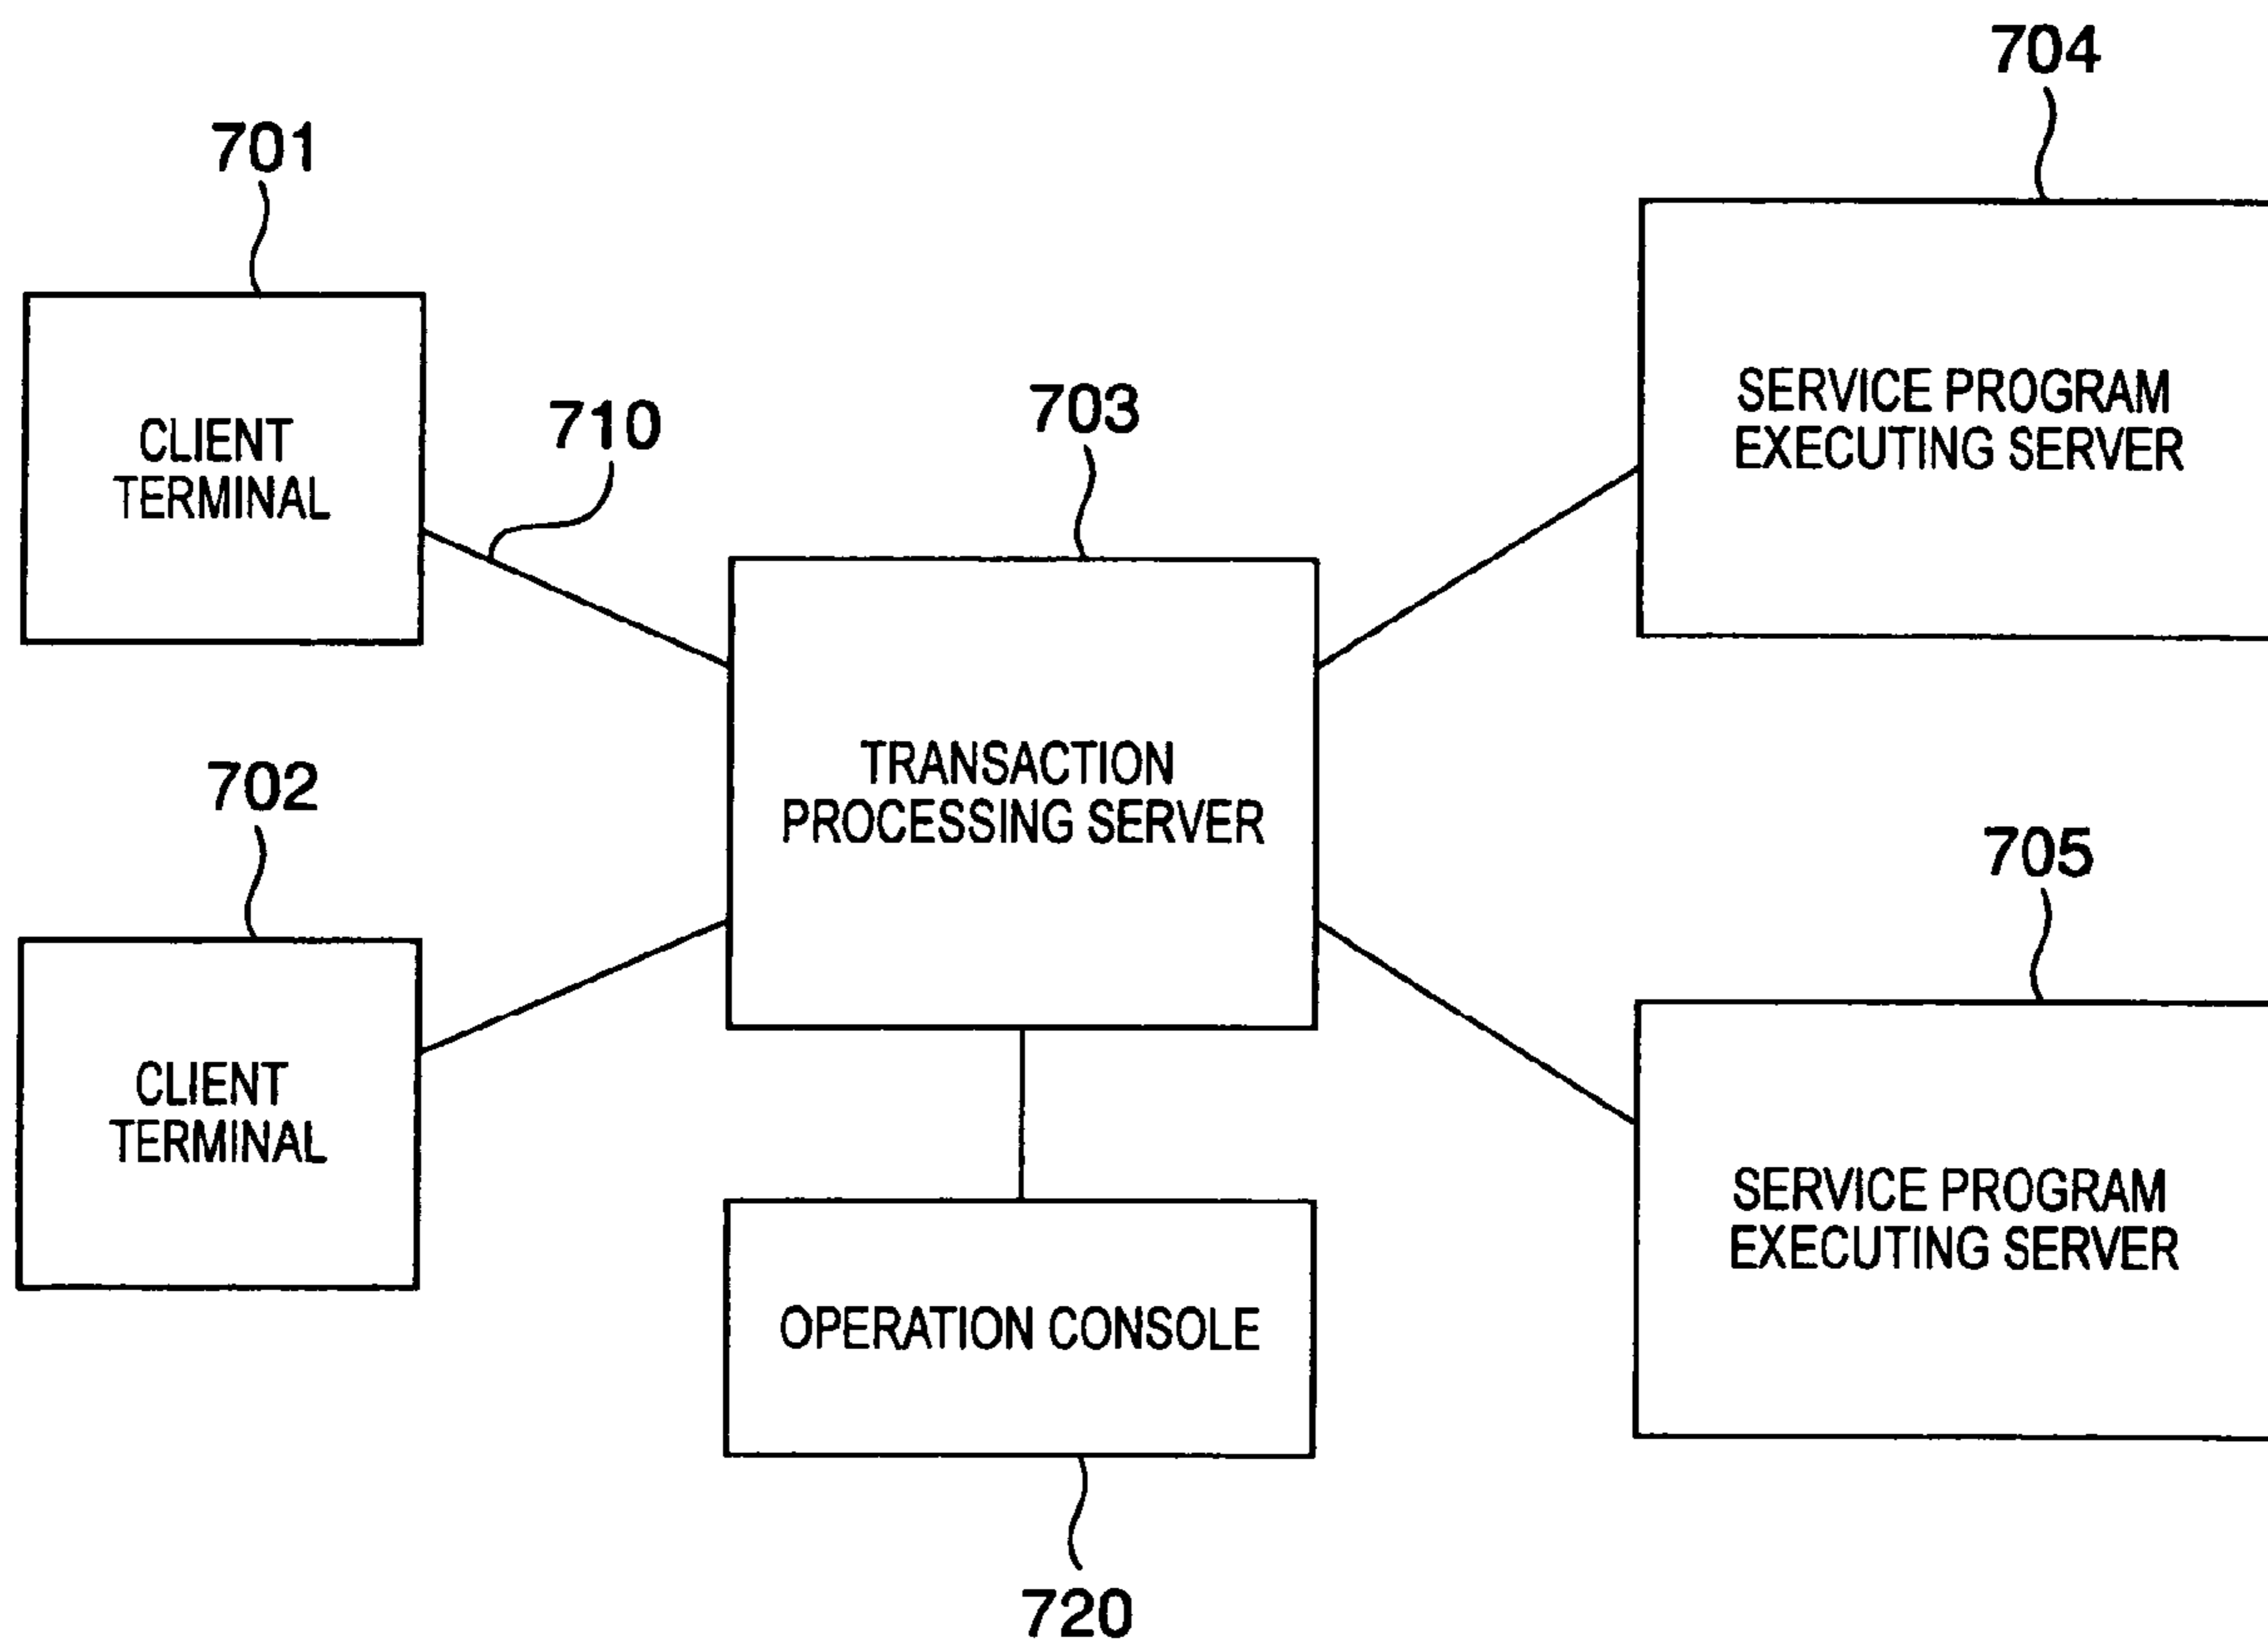 704
701
CLIENT
TERMINAL
710
703
SERVICE PROGRAM
EXECUTING SERVER
TRANSACTION
PROCESSING SERVER
702
705
CLIENT
TERMINAL
SERVICE PROGRAM
EXECUTING SERVER
OPERATION CONSOLE
720